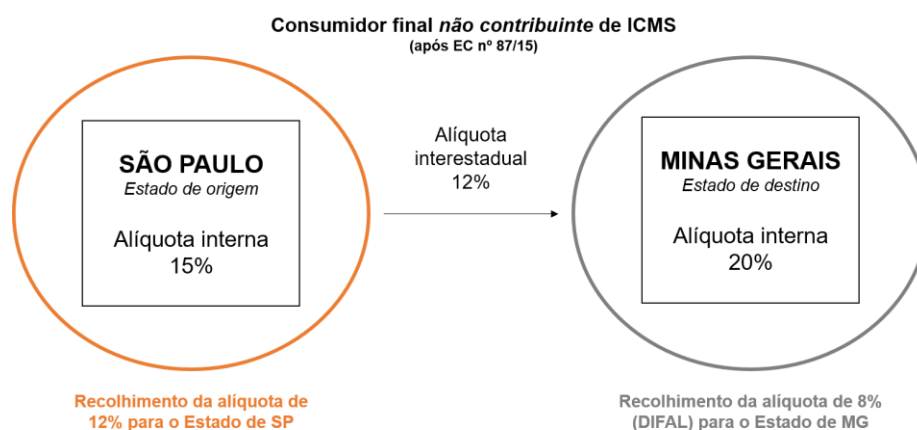 Consumidor final não contribuinte de ICMS
(após EC nº 87/15)
SÃO PAULO
Estado de origem
Alíquota interna
15%
Alíquota
interestadual
12%
MINAS GERAIS
Estado de destino
Alíquota interna
20%
Recolhimento da alíquota de
12% para o Estado de SP
Recolhimento da alíquota de 8%
(DIFAL) para o Estado de MG